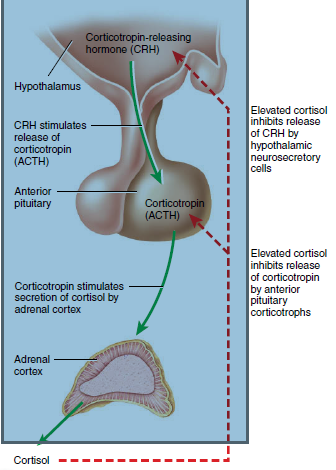 Corticotropin-releasing
hormone (CRH)
Hypothalamus
CRH stimulates
release of
corticotropin
(ACTH)
Elevated cortisol
inhibits release
of CRH by
hypothalamic
neurosecretory
cells
Anterior
pituitary
Corticotropin
(ACTH)
Elevated cortisol
inhibits release
of corticotropin
by anterior
pituitary
corticotrophs
Corticotropin stimulates
secretion of cortisol by
adrenal cortex
Adrenal
cortex
Cortisol